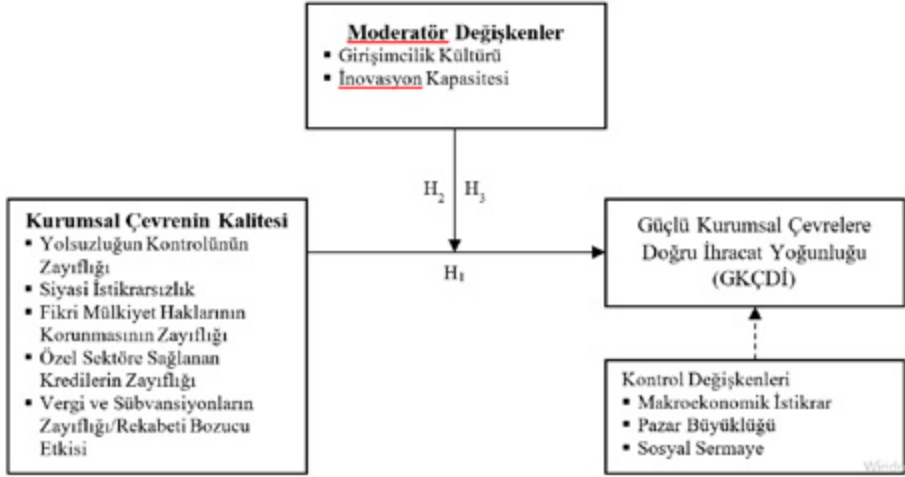 Moderatör Değişkenler
▪ Girişimcilik Kültürü
▪ İnovasyon Kapasitesi
H2 H3
Kurumsal Çevrenin Kalitesi
▪ Yolsuzluğun Kontrolünün
Zayıflığı
▪ Siyasi İstikrarsızlık
▪ Fikri Mülkiyet Haklarının
Korunmasının Zayıflığı
▪ Özel Sektöre Sağlanan
Kredilerin Zayıflığı
▪ Vergi ve Sübvansiyonların
Zayıflığı/Rekabeti Bozucu
Etkisi
H1
Güçlü Kurumsal Çevrelere
Doğru İhracat Yoğunluğu
(GKÇDİ)
Kontrol Değişkenleri
▪ Makroekonomik İstikrar
▪ Pazar Büyüklüğü
▪ Sosyal Sermaye